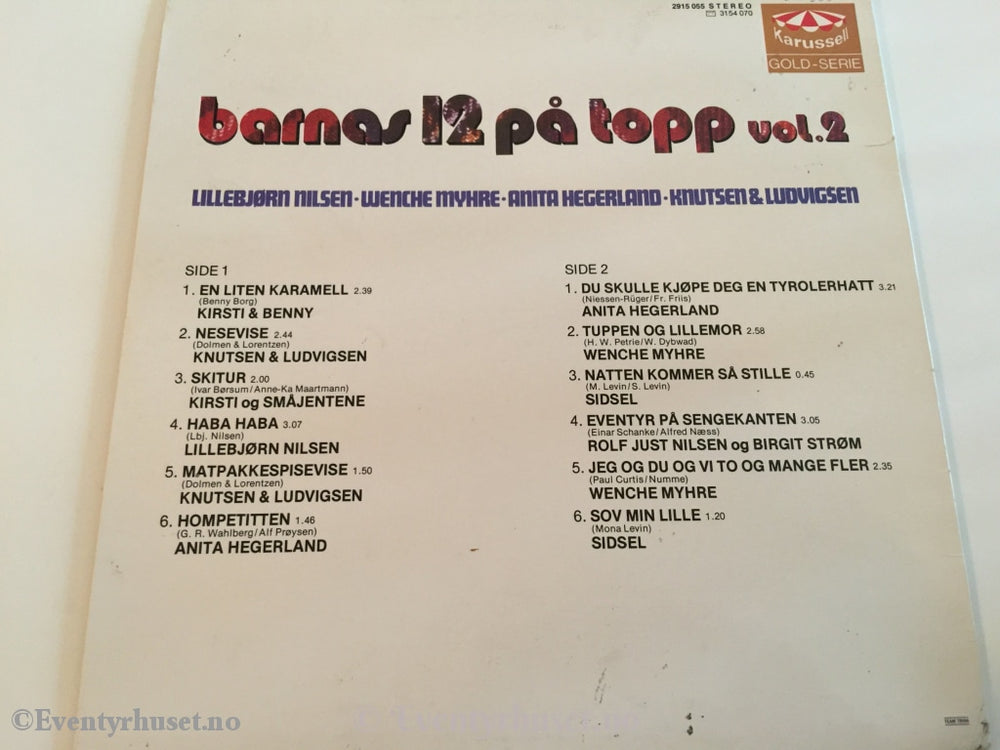 2915 055 STEREO
3154 070
Karussell
GOLD-SERIE
barnas 12 på topp vol.2
LILLEBJØRN NILSEN · WENCHE MYHRE · ANITA HEGERLAND · KNUTSEN & LUDVIGSEN
SIDE 1
1. EN LITEN KARAMELL 2.39
(Benny Borg)
KIRSTI & BENNY
2. NESEVISE 2.44
(Dolmen & Lorentzen)
KNUTSEN & LUDVIGSEN
3. SKITUR 2.00
(Ivar Børsum/Anne-Ka Maartmann)
KIRSTI og SMÅJENTENE
4. HABA HABA 3.07
(Lbj. Nilsen)
LILLEBJØRN NILSEN
5. MATPAKKESPISEVISE 1.50
(Dolmen & Lorentzen)
KNUTSEN & LUDVIGSEN
6. HOMPETITTEN 1.46
(G. R. Wahlberg/Alf Prøysen)
ANITA HEGERLAND
SIDE 2
1. DU SKULLE KJØPE DEG EN TYROLERHATT 3.21
(Niessen-Rüger/Fr. Friis)
ANITA HEGERLAND
2. TUPPEN OG LILLEMOR 2.58
(H. W. Petrie/W. Dybwad)
WENCHE MYHRE
3. NATTEN KOMMER SÅ STILLE 0.45
(M. Levin/S. Levin)
SIDSEL
4. EVENTYR PÅ SENGEKANTEN 3.05
(Einar Schanke/Alfred Næss)
ROLF JUST NILSEN og BIRGIT STRØM
5. JEG OG DU OG VI TO OG MANGE FLER 2.35
(Paul Curtis/Numme)
WENCHE MYHRE
6. SOV MIN LILLE 1.20
(Mona Levin)
SIDSEL
©Eventyrhuset.no